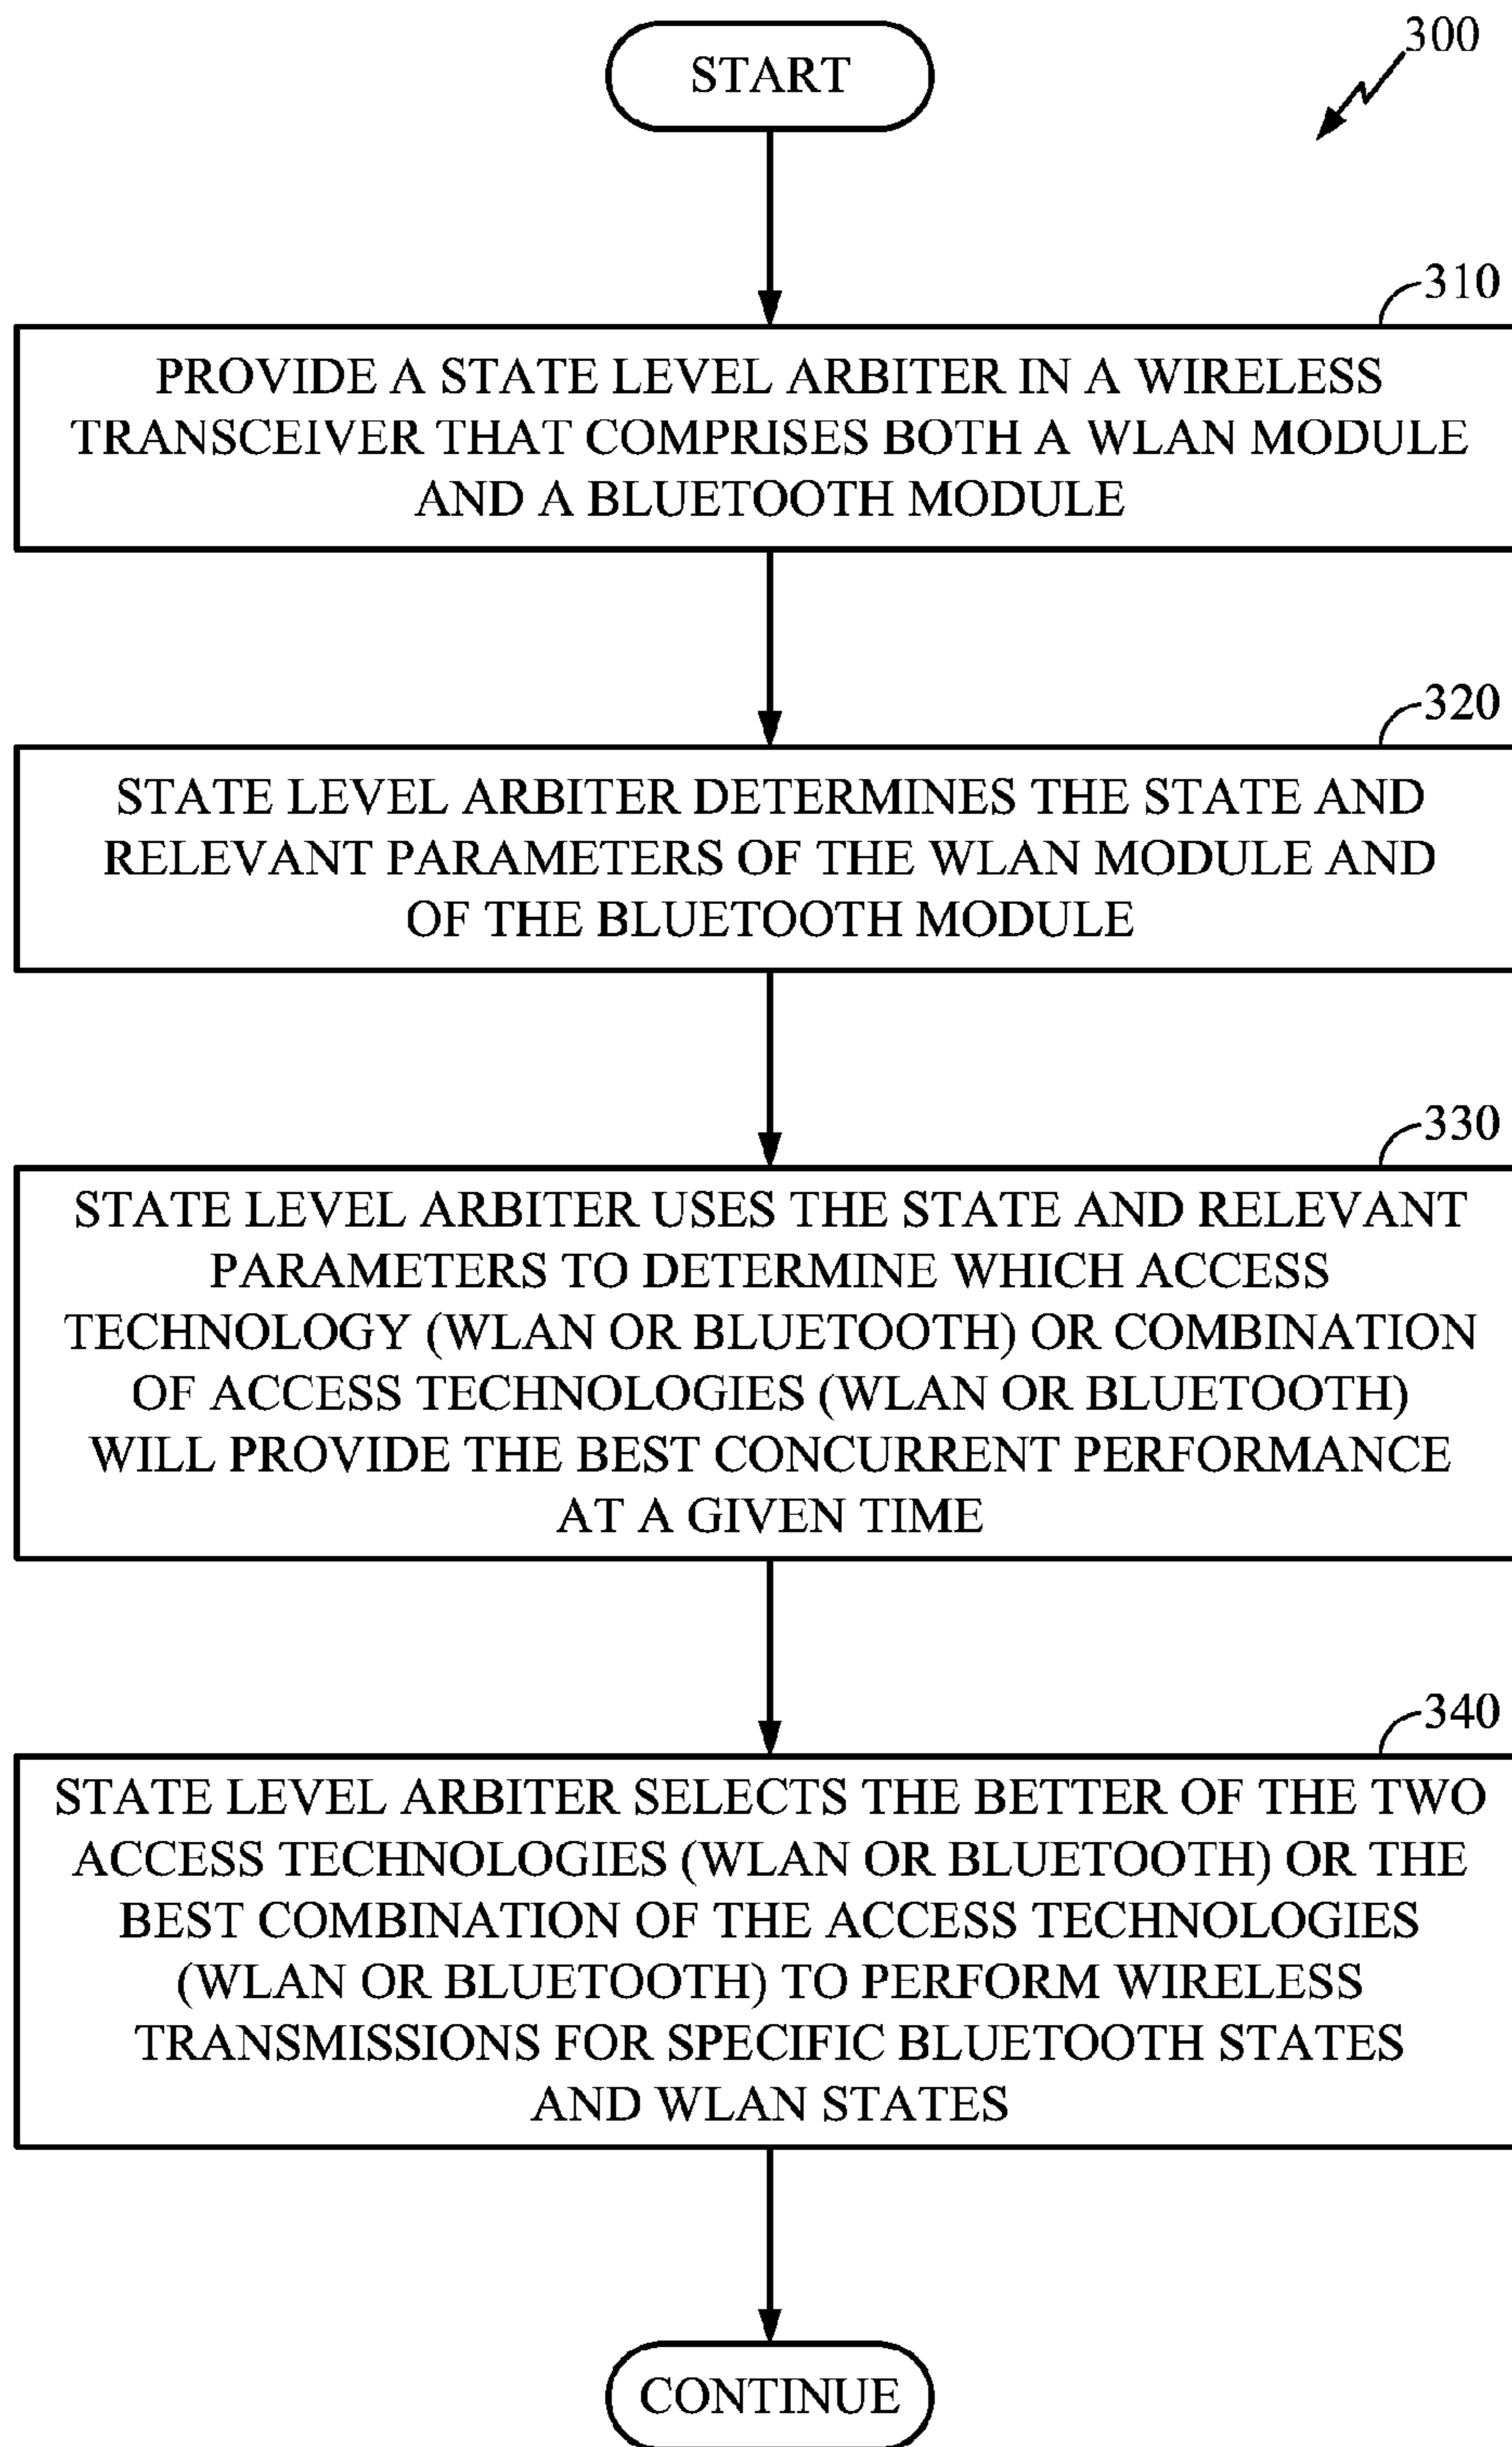 START
300
310
PROVIDE A STATE LEVEL ARBITER IN A WIRELESS
TRANSCEIVER THAT COMPRISES BOTH A WLAN MODULE
AND A BLUETOOTH MODULE
320
STATE LEVEL ARBITER DETERMINES THE STATE AND
RELEVANT PARAMETERS OF THE WLAN MODULE AND
OF THE BLUETOOTH MODULE
330
STATE LEVEL ARBITER USES THE STATE AND RELEVANT
PARAMETERS TO DETERMINE WHICH ACCESS
TECHNOLOGY (WLAN OR BLUETOOTH) OR COMBINATION
OF ACCESS TECHNOLOGIES (WLAN OR BLUETOOTH)
WILL PROVIDE THE BEST CONCURRENT PERFORMANCE
AT A GIVEN TIME
340
STATE LEVEL ARBITER SELECTS THE BETTER OF THE TWO
ACCESS TECHNOLOGIES (WLAN OR BLUETOOTH) OR THE
BEST COMBINATION OF THE ACCESS TECHNOLOGIES
(WLAN OR BLUETOOTH) TO PERFORM WIRELESS
TRANSMISSIONS FOR SPECIFIC BLUETOOTH STATES
AND WLAN STATES
CONTINUE